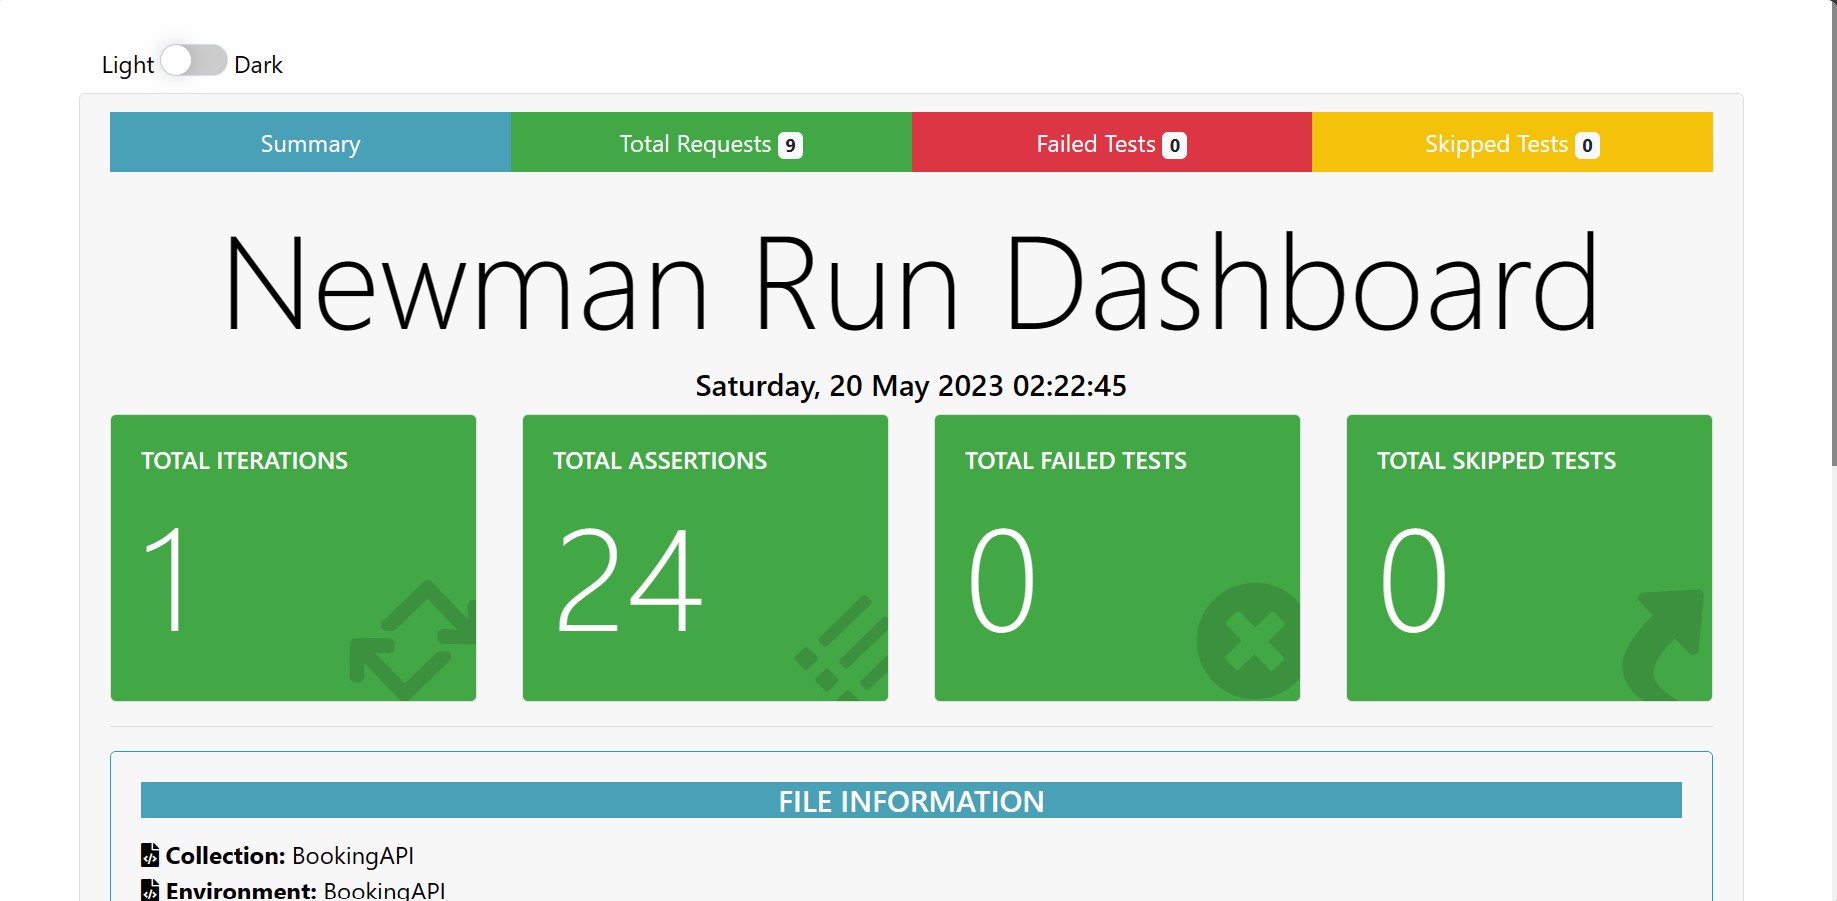 Light Dark
Summary Total Requests 9 Failed Tests 0 Skipped Tests 0
Newman Run Dashboard
Saturday, 20 May 2023 02:22:45
TOTAL ITERATIONS TOTAL ASSERTIONS TOTAL FAILED TESTS TOTAL SKIPPED TESTS
1 24 0 0
FILE INFORMATION
Collection: BookingAPI
Environment: BookingAPI